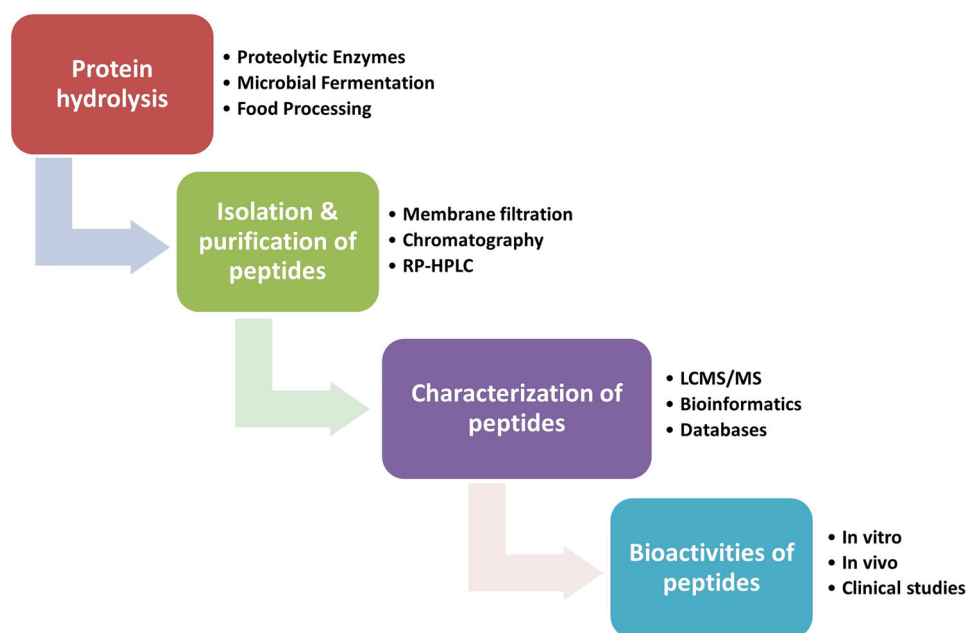 Protein
hydrolysis
• Proteolytic Enzymes
• Microbial Fermentation
• Food Processing
Isolation &
purification of
peptides
• Membrane filtration
• Chromatography
• RP-HPLC
Characterization of
peptides
• LCMS/MS
• Bioinformatics
• Databases
Bioactivities of
peptides
• In vitro
• In vivo
• Clinical studies